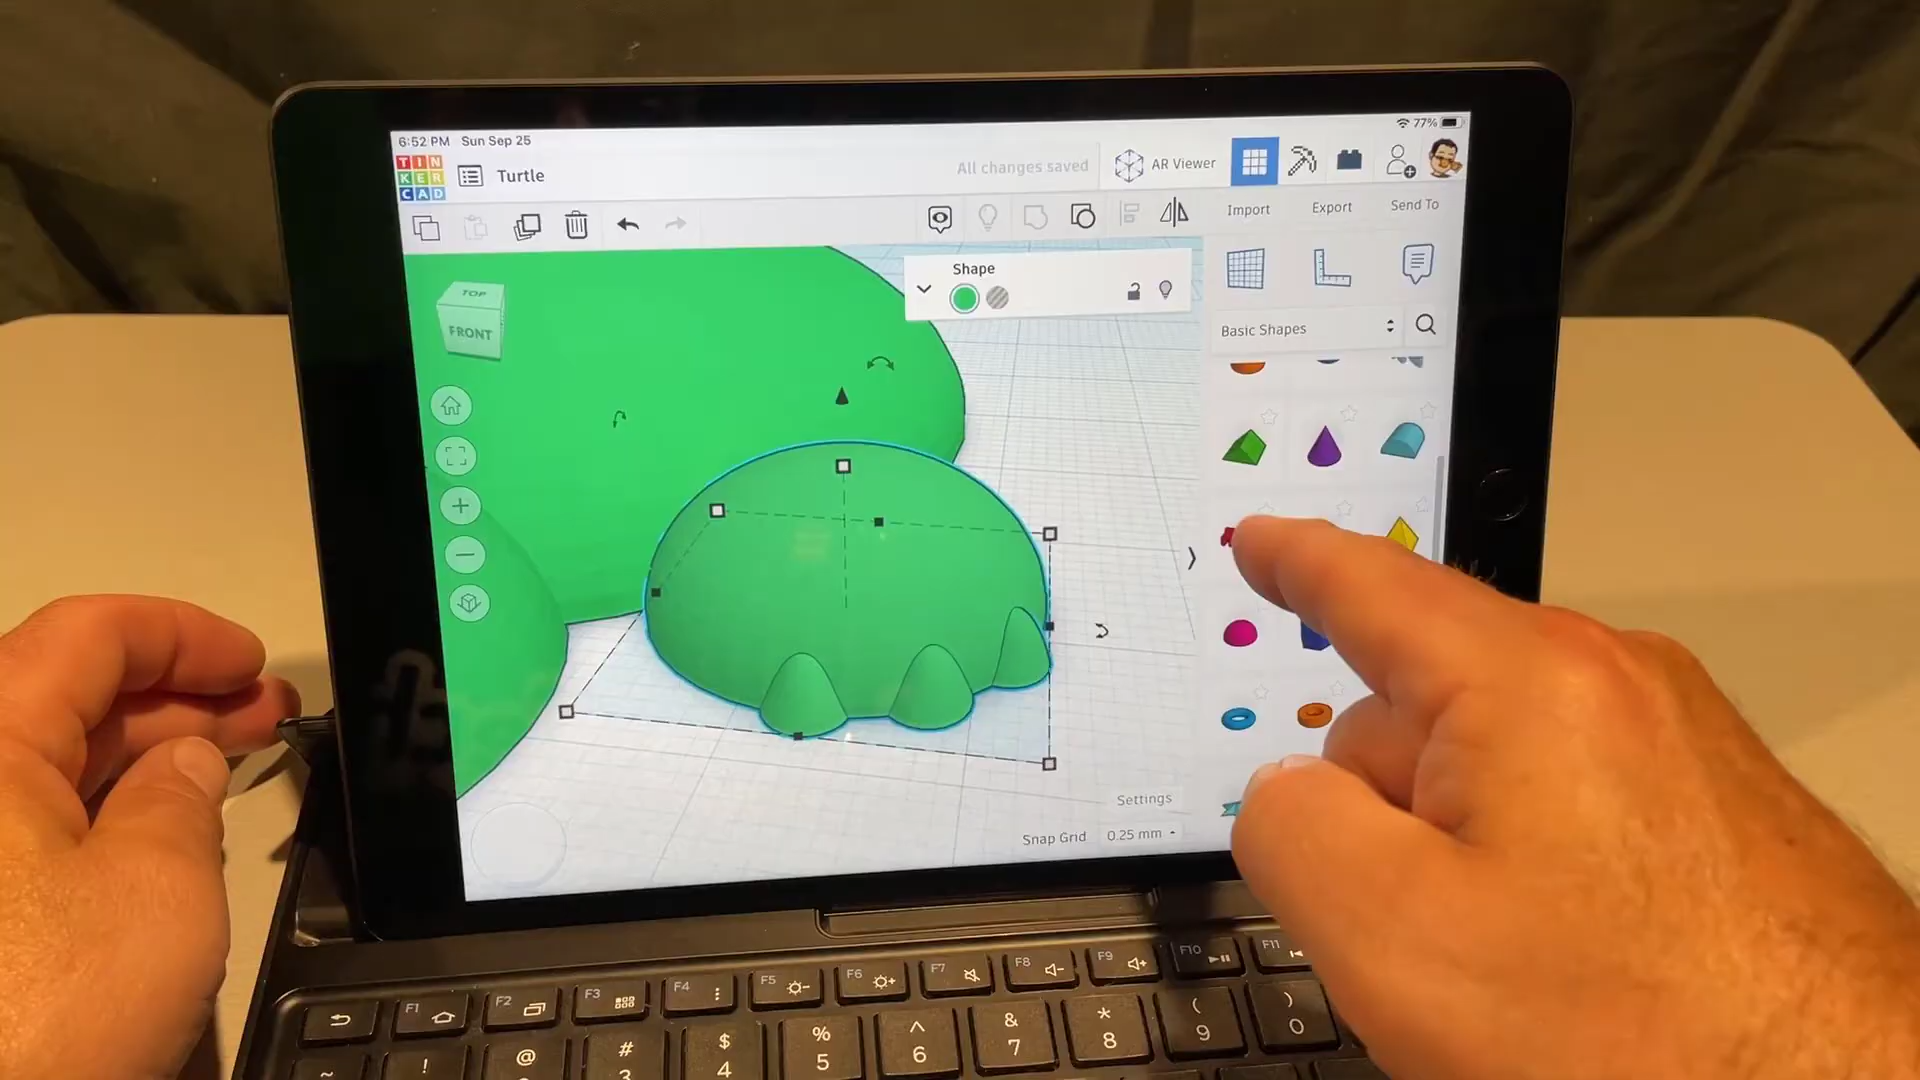 6:52 PM Sun Sep 25
77%
TIN
KER
CAD
Turtle
All changes saved
AR Viewer
Import
Export
Send To
Shape
TOP
FRONT
Basic Shapes
Settings
Snap Grid 0.25 mm
F1
F2
F3
F4
F5
F6
F7
F8
F9
F10
F11
~
!
@
#
3
$
4
%
5
^
6
&
7
*
8
(
9
)
0